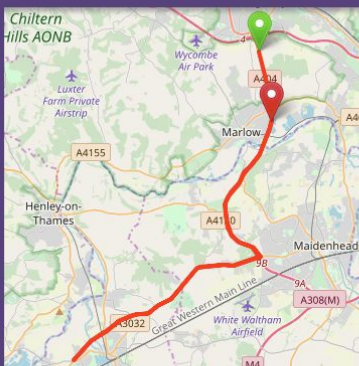 Chiltern
Hills AONB
4
Wycombe
Air Park
A404
Luxter
Farm Private
Airstrip
Marlow
A4155
Henley-on-
Thames
Maidenhead
9B
9A
A308(M)
A3032
Great Western Main Line
White Waltham
Airfield
M4